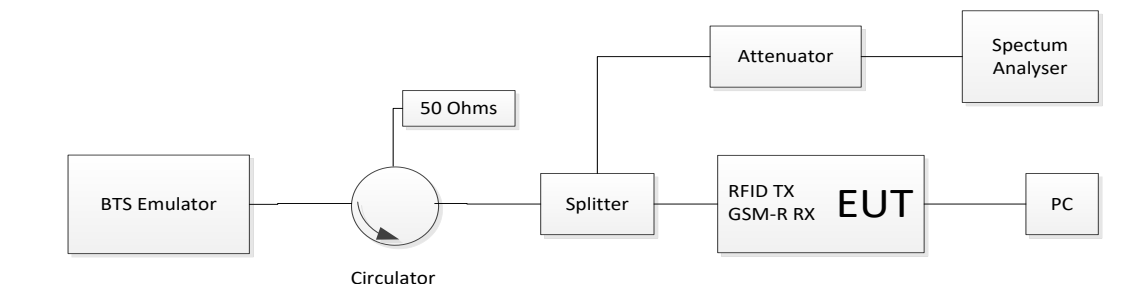 Spectum
Analyser
Attenuator
50 Ohms
BTS Emulator
Splitter
RFID TX
GSM-R RX
EUT
PC
Circulator